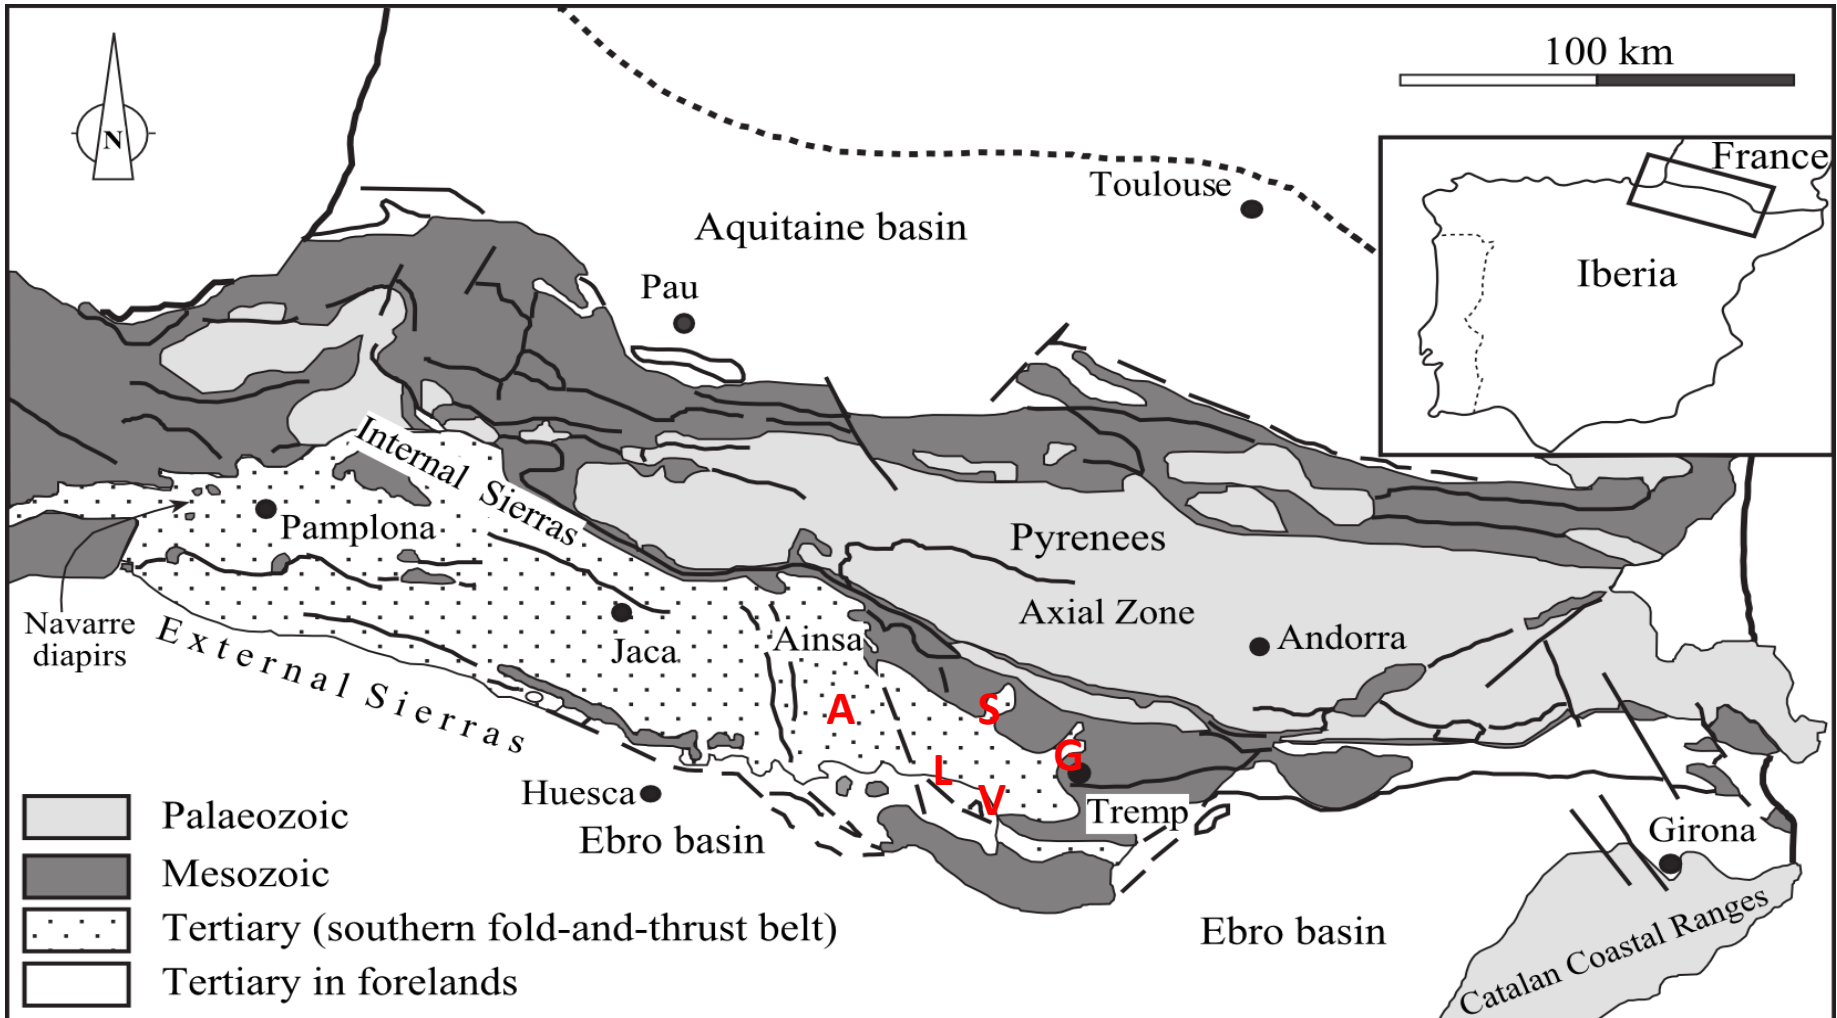 100 km
N
France
Toulouse
Aquitaine basin
Iberia
Pau
Internal Sierras
Pamplona
Pyrenees
Axial Zone
Navarre
diapirs
External Sierras
Jaca
Ainsa
Andorra
A
S
G
L
V
Huesca
Ebro basin
Tremp
Girona
Ebro basin
Catalan Coastal Ranges
Palaeozoic
Mesozoic
Tertiary (southern fold-and-thrust belt)
Tertiary in forelands